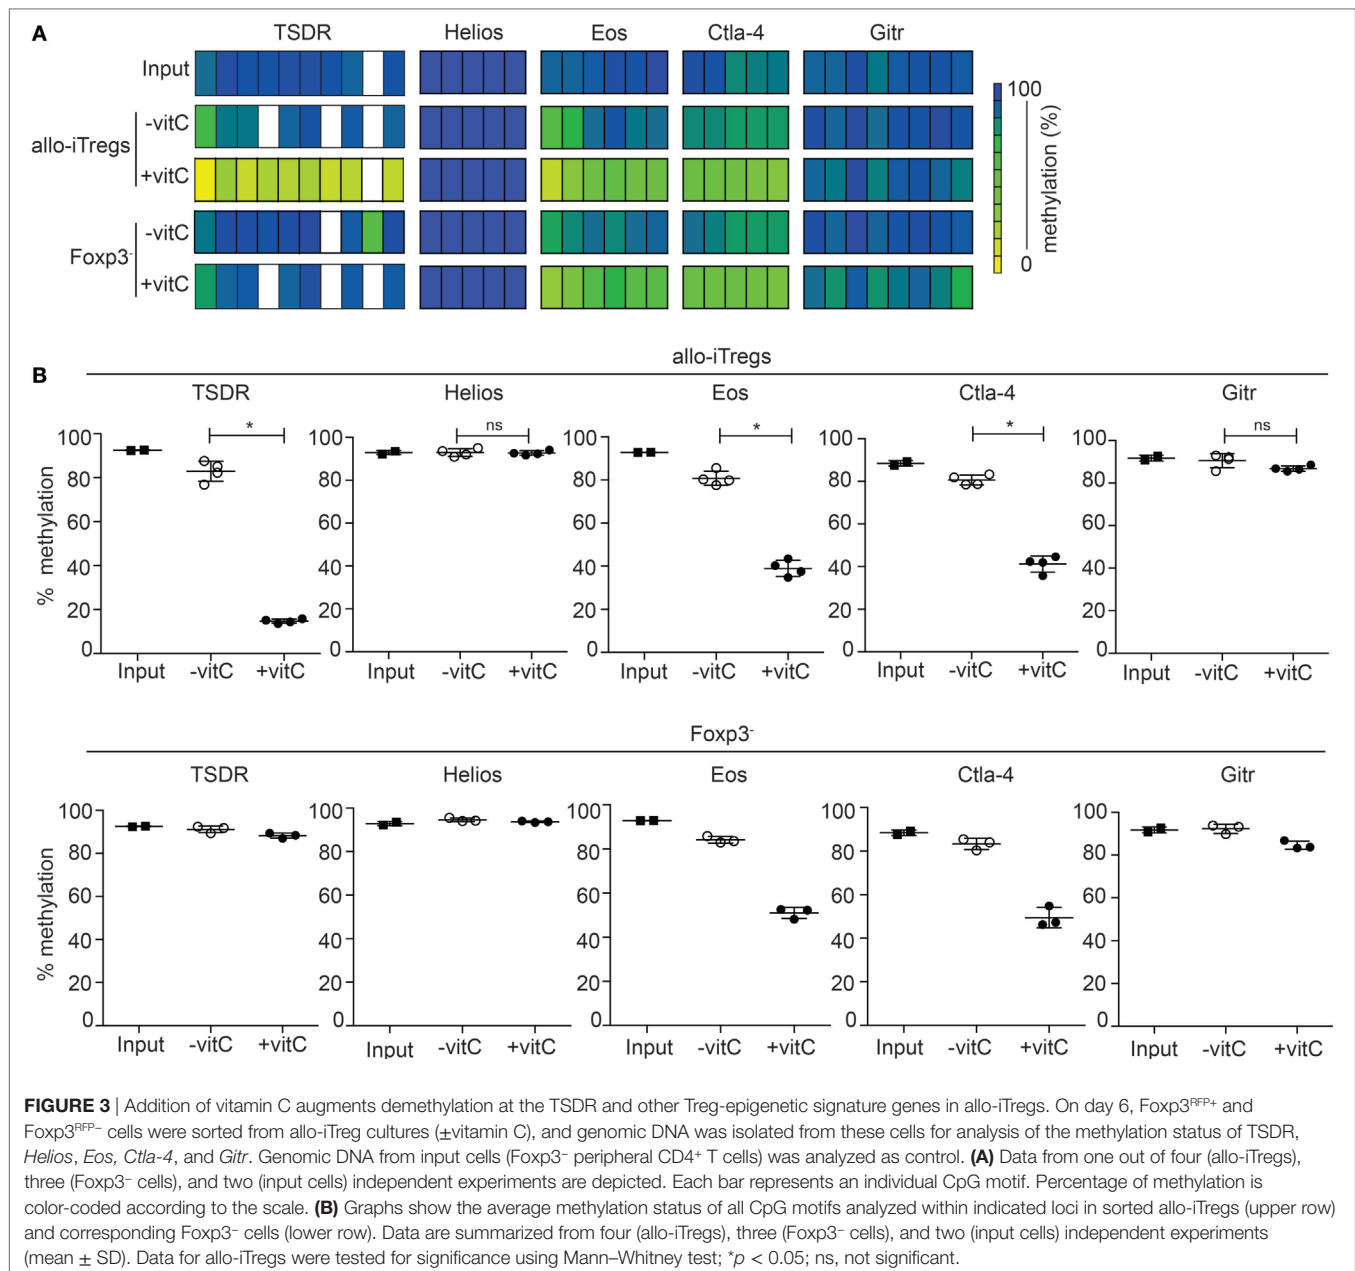 A
TSDR Helios Eos Ctla-4 Gitr
Input
allo-iTregs
-vitC
+vitC
Foxp3-
-vitC
+vitC
100
methylation (%)
0
B
allo-iTregs
TSDR Helios Eos Ctla-4 Gitr
* ns * * ns
% methylation
100 100 100 100 100
80 80 80 80 80
60 60 60 60 60
40 40 40 40 40
20 20 20 20 20
0 0 0 0 0
Input -vitC +vitC Input -vitC +vitC Input -vitC +vitC Input -vitC +vitC Input -vitC +vitC
Foxp3-
TSDR Helios Eos Ctla-4 Gitr
% methylation
100 100 100 100 100
80 80 80 80 80
60 60 60 60 60
40 40 40 40 40
20 20 20 20 20
0 0 0 0 0
Input -vitC +vitC Input -vitC +vitC Input -vitC +vitC Input -vitC +vitC Input -vitC +vitC
FIGURE 3 | Addition of vitamin C augments demethylation at the TSDR and other Treg-epigenetic signature genes in allo-iTregs. On day 6, Foxp3RFP+ and
Foxp3RFP− cells were sorted from allo-iTreg cultures (±vitamin C), and genomic DNA was isolated from these cells for analysis of the methylation status of TSDR,
Helios, Eos, Ctla-4, and Gitr. Genomic DNA from input cells (Foxp3− peripheral CD4+ T cells) was analyzed as control. (A) Data from one out of four (allo-iTregs),
three (Foxp3− cells), and two (input cells) independent experiments are depicted. Each bar represents an individual CpG motif. Percentage of methylation is
color-coded according to the scale. (B) Graphs show the average methylation status of all CpG motifs analyzed within indicated loci in sorted allo-iTregs (upper row)
and corresponding Foxp3− cells (lower row). Data are summarized from four (allo-iTregs), three (Foxp3− cells), and two (input cells) independent experiments
(mean ± SD). Data for allo-iTregs were tested for significance using Mann–Whitney test; *p < 0.05; ns, not significant.